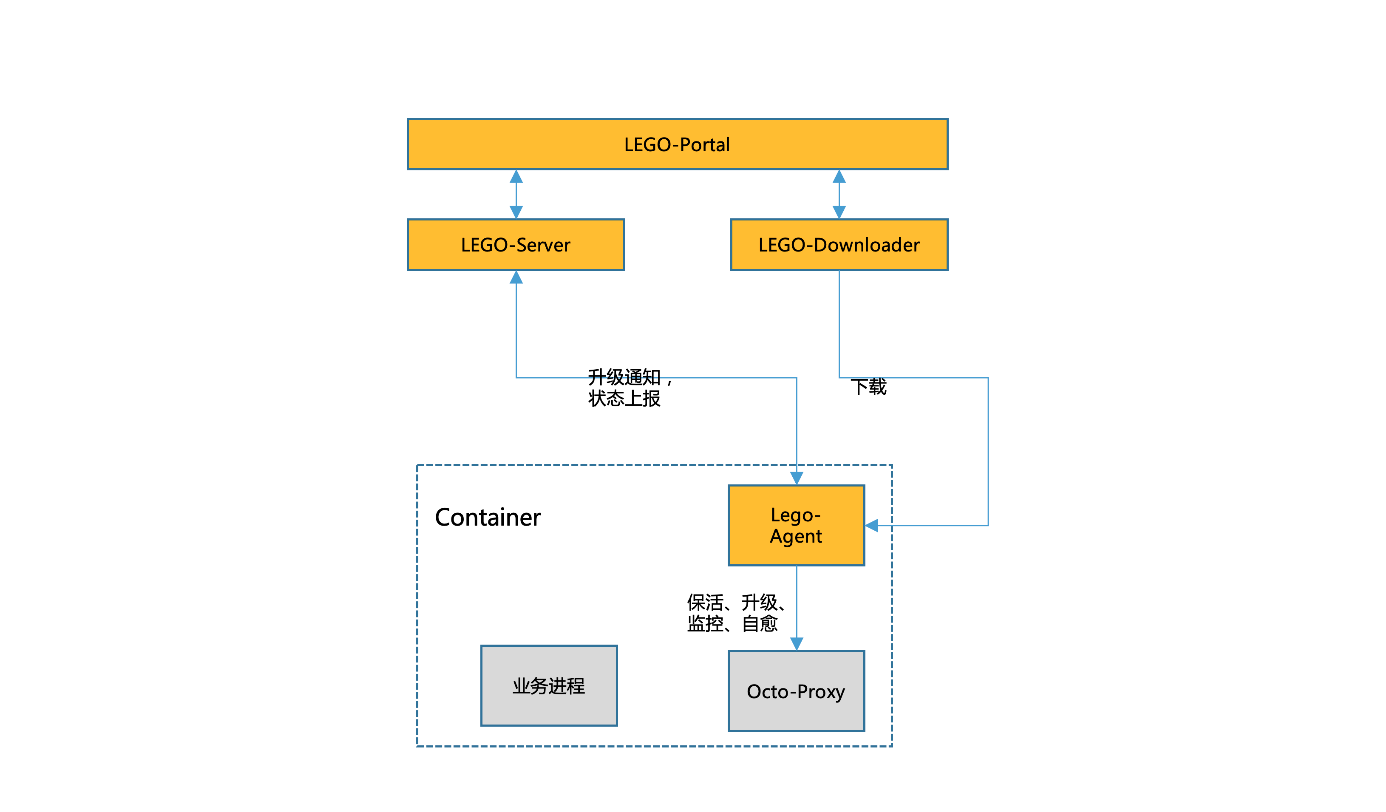 LEGO-Portal
LEGO-Server
LEGO-Downloader
升级通知，
状态上报
下载
Container
Lego-
Agent
保活、升级、
监控、自愈
业务进程
Octo-Proxy